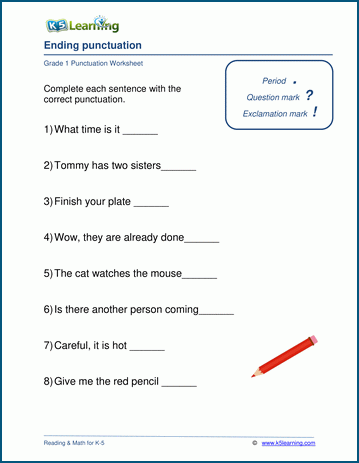 K5 Learning
Ending punctuation
Grade 1 Punctuation Worksheet
Complete each sentence with the
correct punctuation.
Period .
Question mark ?
Exclamation mark !
1) What time is it ______
2) Tommy has two sisters______
3) Finish your plate ______
4) Wow, they are already done______
5) The cat watches the mouse______
6) Is there another person coming______
7) Careful, it is hot ______
8) Give me the red pencil ______
Reading & Math for K-5
© www.k5learning.com